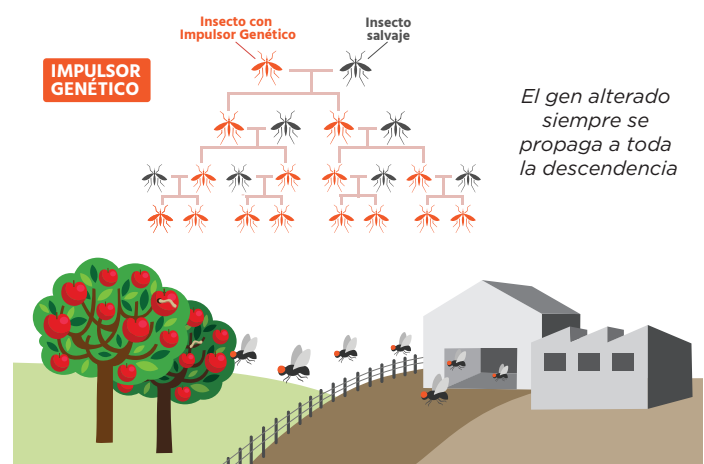 Insecto con
Impulsor Genético
Insecto
salvaje
IMPULSOR
GENÉTICO
El gen alterado
siempre se
propaga a toda
la descendencia